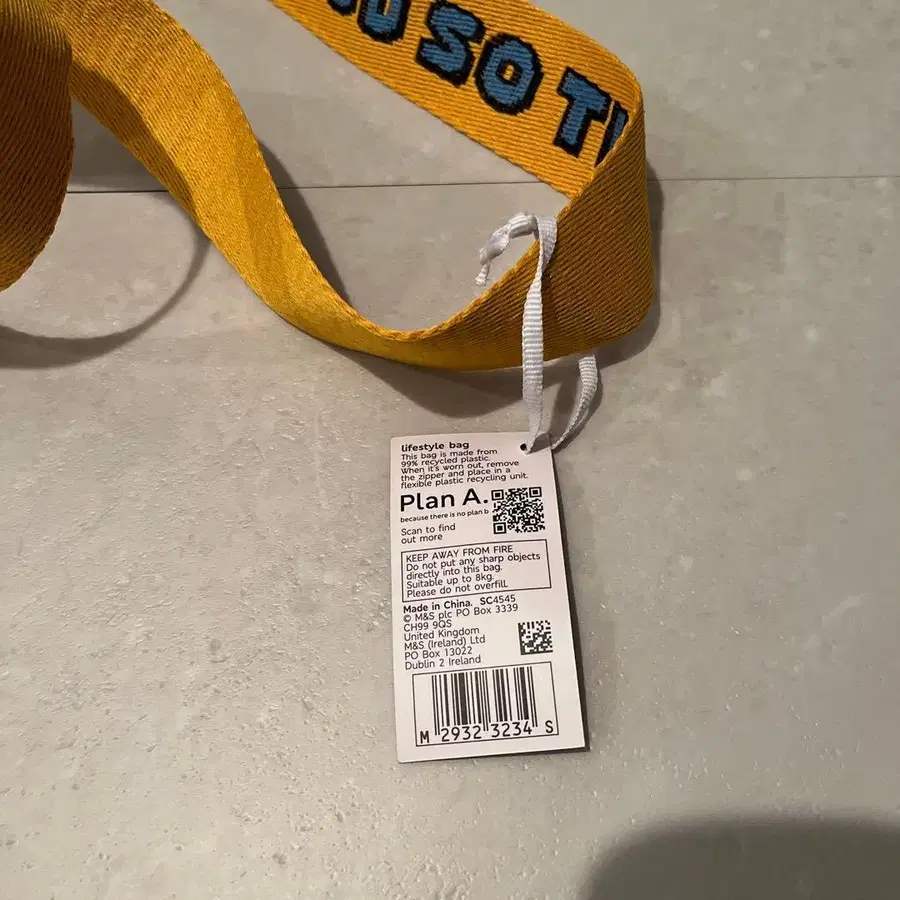 SO
lifestyle bag
This bag is made from
99% recycled plastic.
When it's worn out, remove
the zipper and place in a
flexible plastic recycling unit.
Plan A.
because there is no plan b
Scan to find
out more
KEEP AWAY FROM FIRE
Do not put any sharp objects
directly into this bag.
Suitable up to 8kg.
Please do not overfill.
Made in China. SC4545
© M&S plc PO Box 3339
CH99 9QS
United Kingdom
M&S (Ireland) Ltd
PO Box 13022
Dublin 2 Ireland
M 2932 3234 S